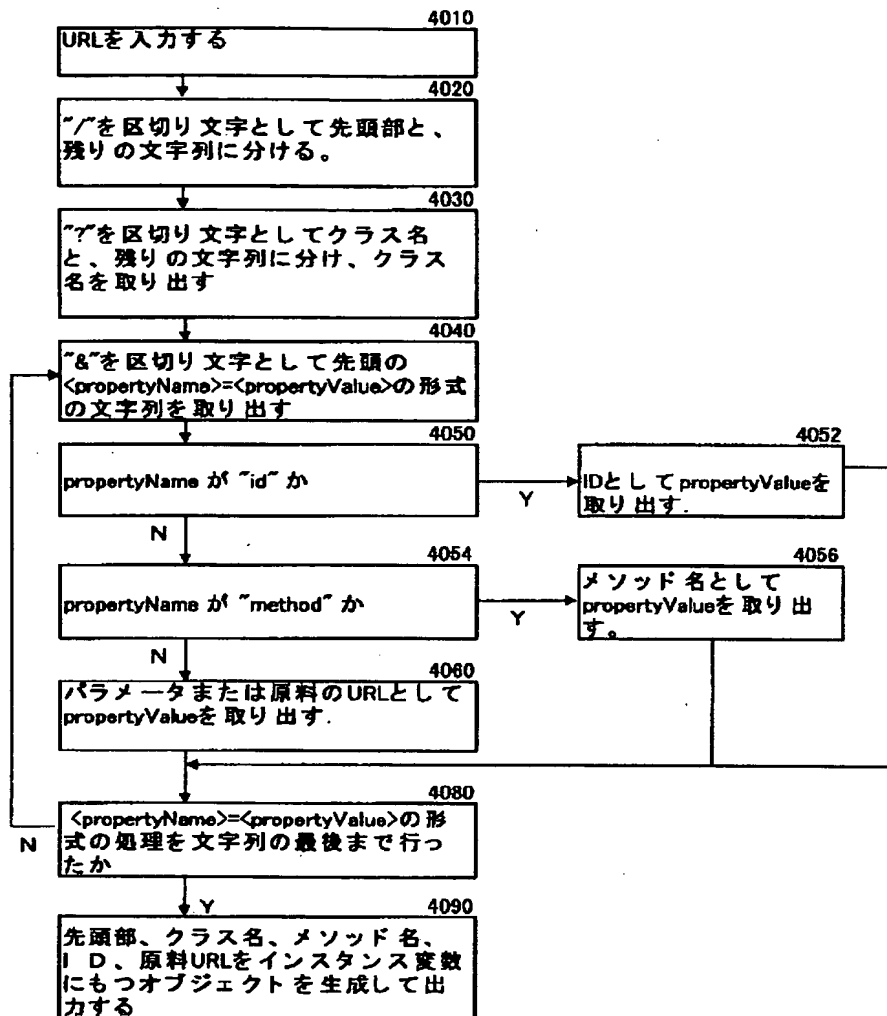 4010
URLを入力する
4020
"/"を区切り文字として先頭部と、
残りの文字列に分ける。
4030
"?"を区切り文字としてクラス名
と、残りの文字列に分け、クラス
名を取り出す
4040
"&"を区切り文字として先頭の
<propertyName>=<propertyValue>の形式
の文字列を取り出す
4050
propertyName が "id" か
Y
4052
IDとしてpropertyValueを
取り出す.
N
4054
propertyName が "method" か
Y
4056
メソッド名として
propertyValueを取り出
す。
N
4060
パラメータまたは原料のURLとして
propertyValueを取り出す.
4080
<propertyName>=<propertyValue>の形
式の処理を文字列の最後まで行っ
たか
N
Y
4090
先頭部、クラス名、メソッド名、
ID、原料URLをインスタンス変数
にもつオブジェクトを生成して出
力する